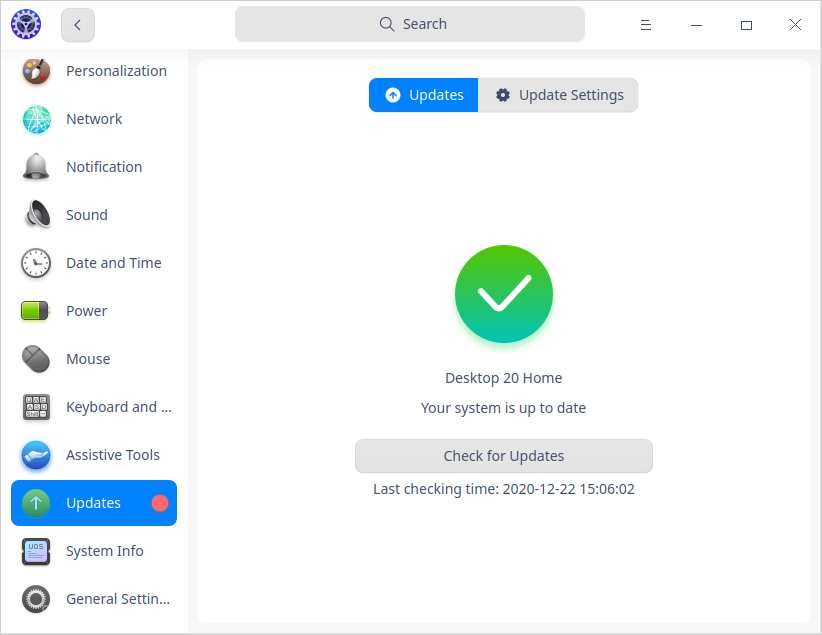 Search
Personalization
Network
Notification
Sound
Date and Time
Power
Mouse
Keyboard and ...
Assistive Tools
Updates
UOS
System Info
General Settin...
Updates
Update Settings
Desktop 20 Home
Your system is up to date
Check for Updates
Last checking time: 2020-12-22 15:06:02